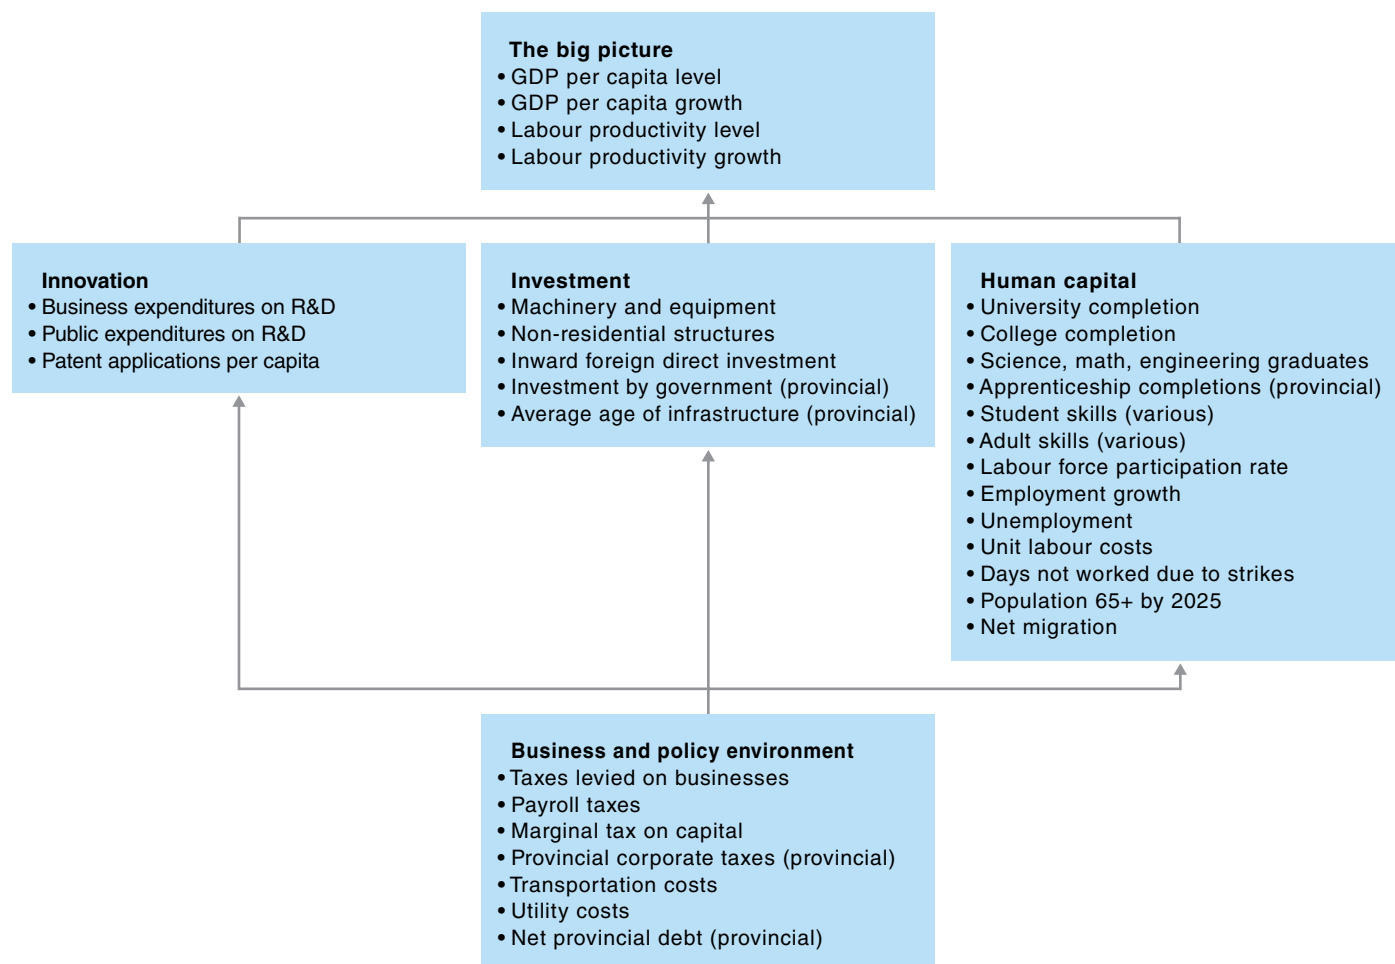 The big picture
• GDP per capita level
• GDP per capita growth
• Labour productivity level
• Labour productivity growth
Innovation
• Business expenditures on R&D
• Public expenditures on R&D
• Patent applications per capita
Investment
• Machinery and equipment
• Non-residential structures
• Inward foreign direct investment
• Investment by government (provincial)
• Average age of infrastructure (provincial)
Human capital
• University completion
• College completion
• Science, math, engineering graduates
• Apprenticeship completions (provincial)
• Student skills (various)
• Adult skills (various)
• Labour force participation rate
• Employment growth
• Unemployment
• Unit labour costs
• Days not worked due to strikes
• Population 65+ by 2025
• Net migration
Business and policy environment
• Taxes levied on businesses
• Payroll taxes
• Marginal tax on capital
• Provincial corporate taxes (provincial)
• Transportation costs
• Utility costs
• Net provincial debt (provincial)